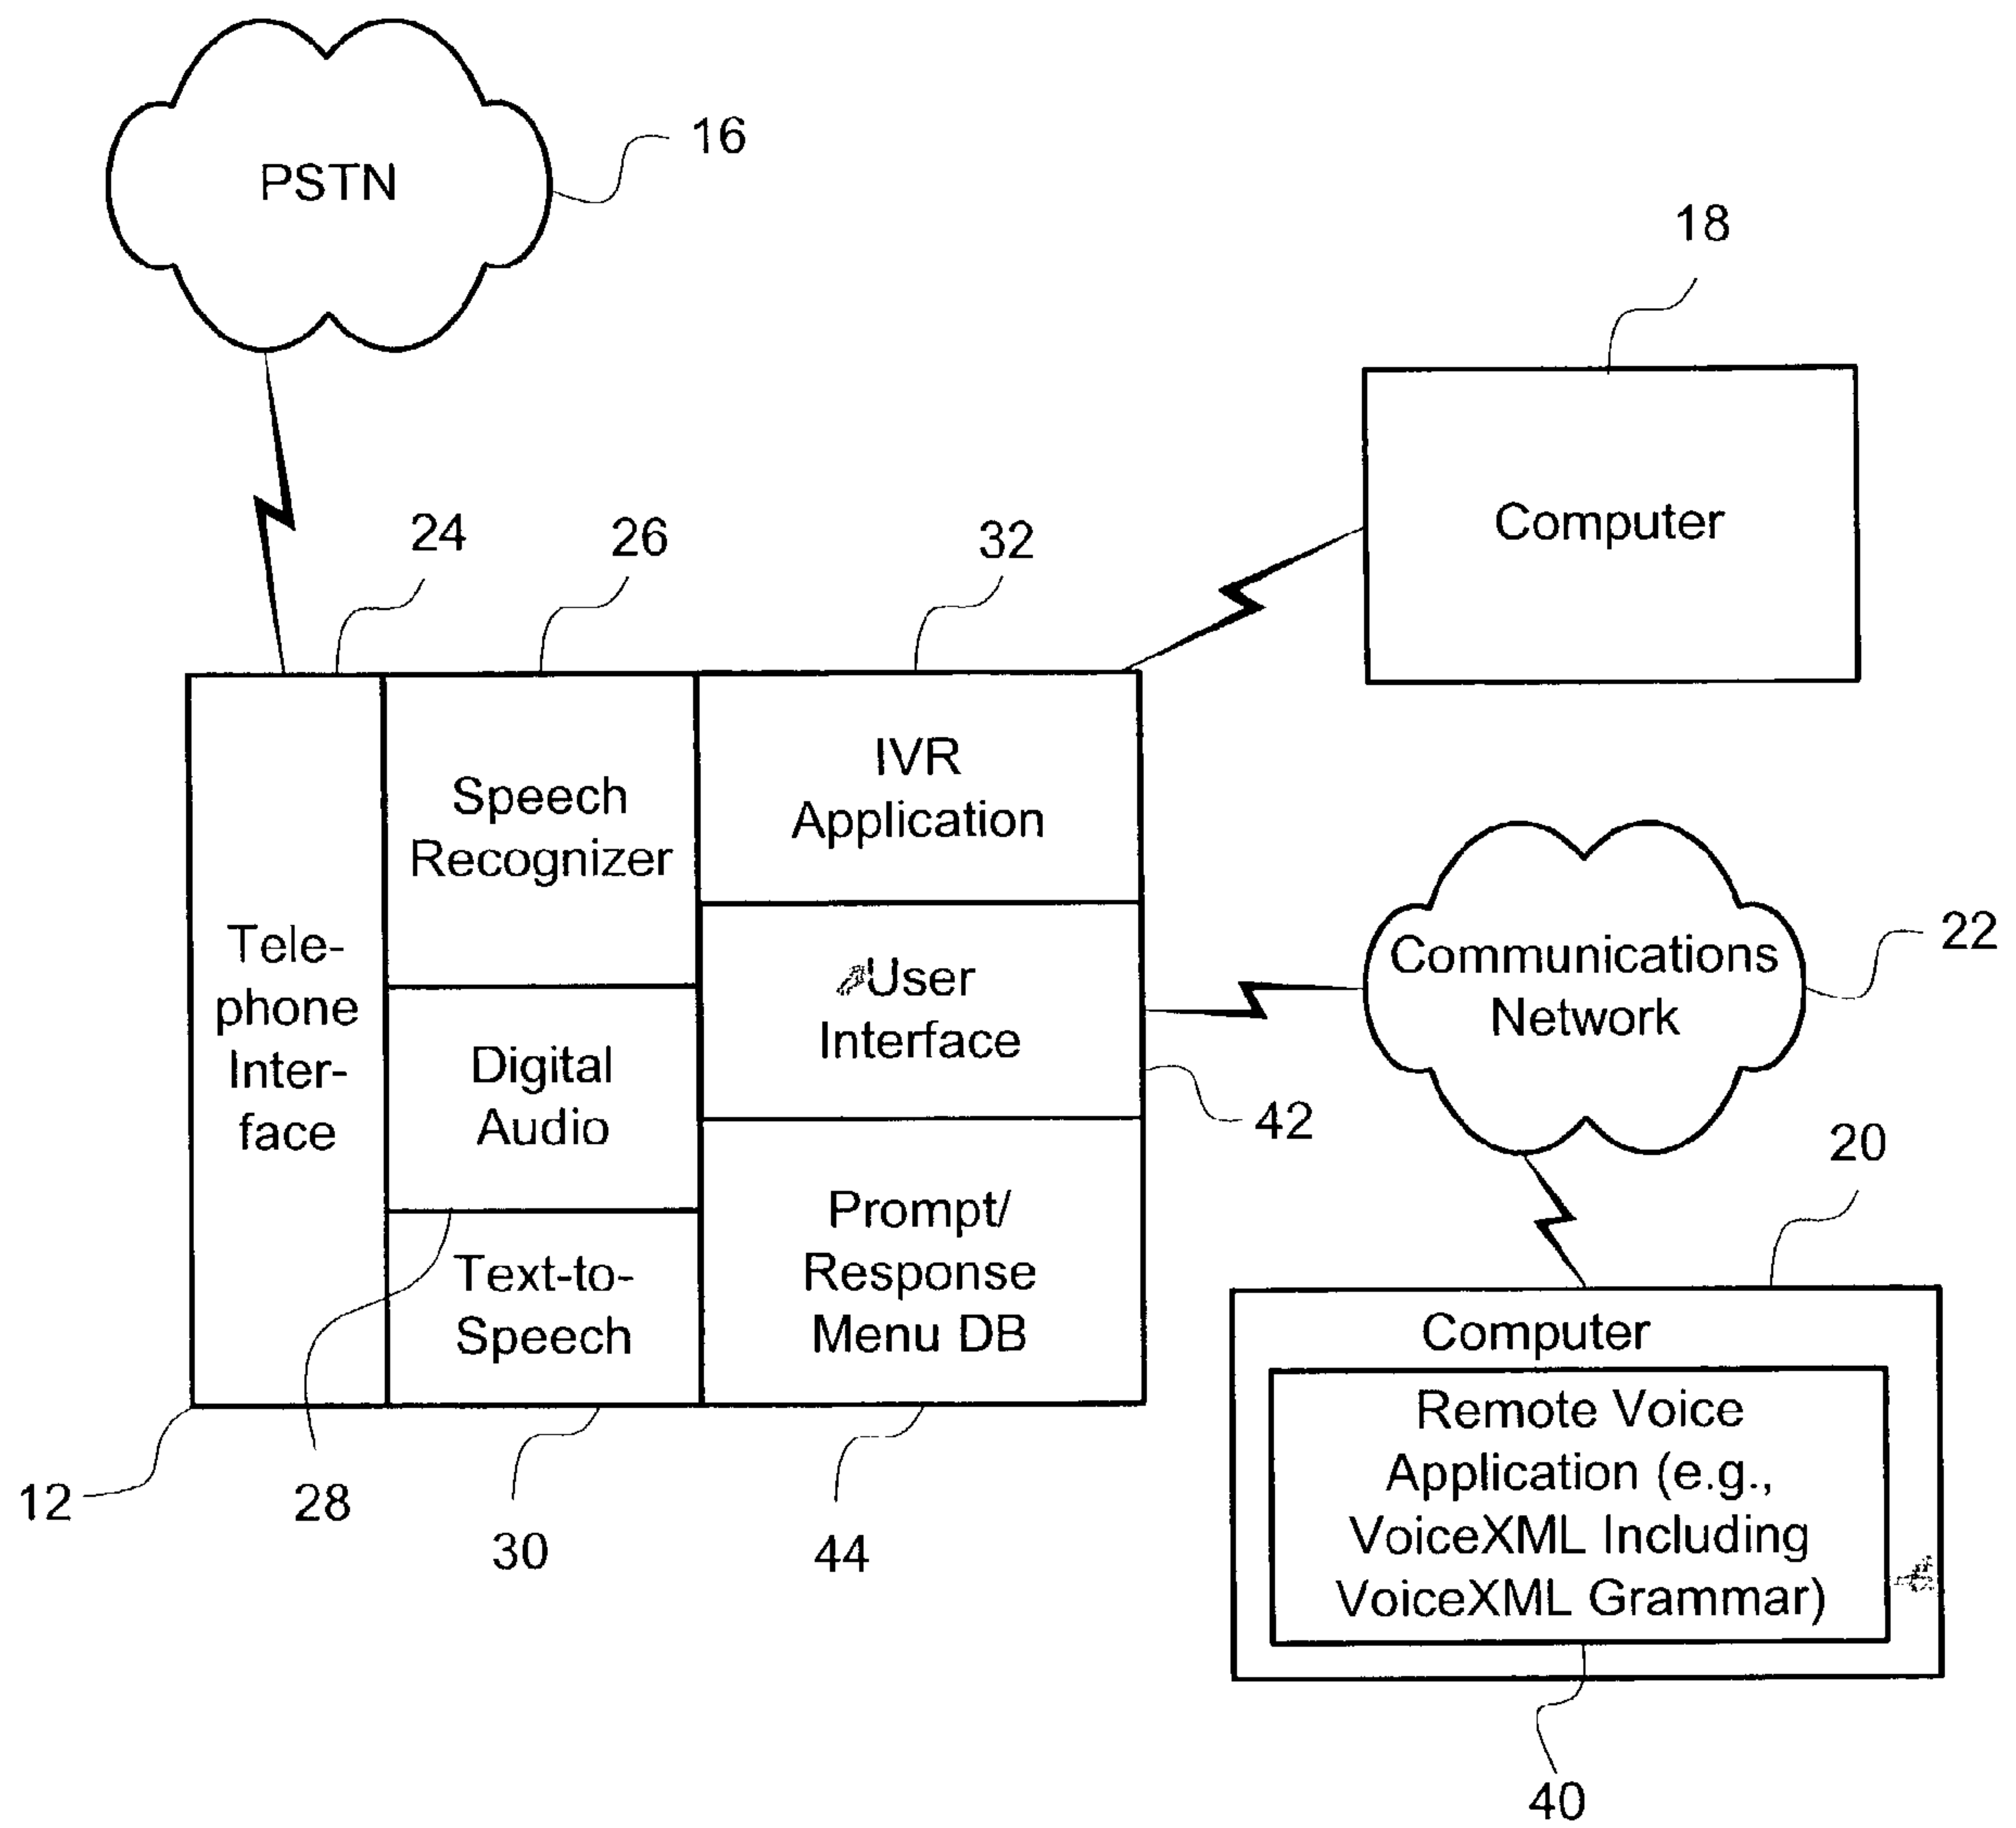 PSTN
16
18
Computer
24
26
32
Tele-
phone
Inter-
face
Speech
Recognizer
Digital
Audio
Text-to-
Speech
IVR
Application
User
Interface
Prompt/
Response
Menu DB
Communications
Network
22
42
20
Computer
Remote Voice
Application (e.g.,
VoiceXML Including
VoiceXML Grammar)
12
28
30
44
40